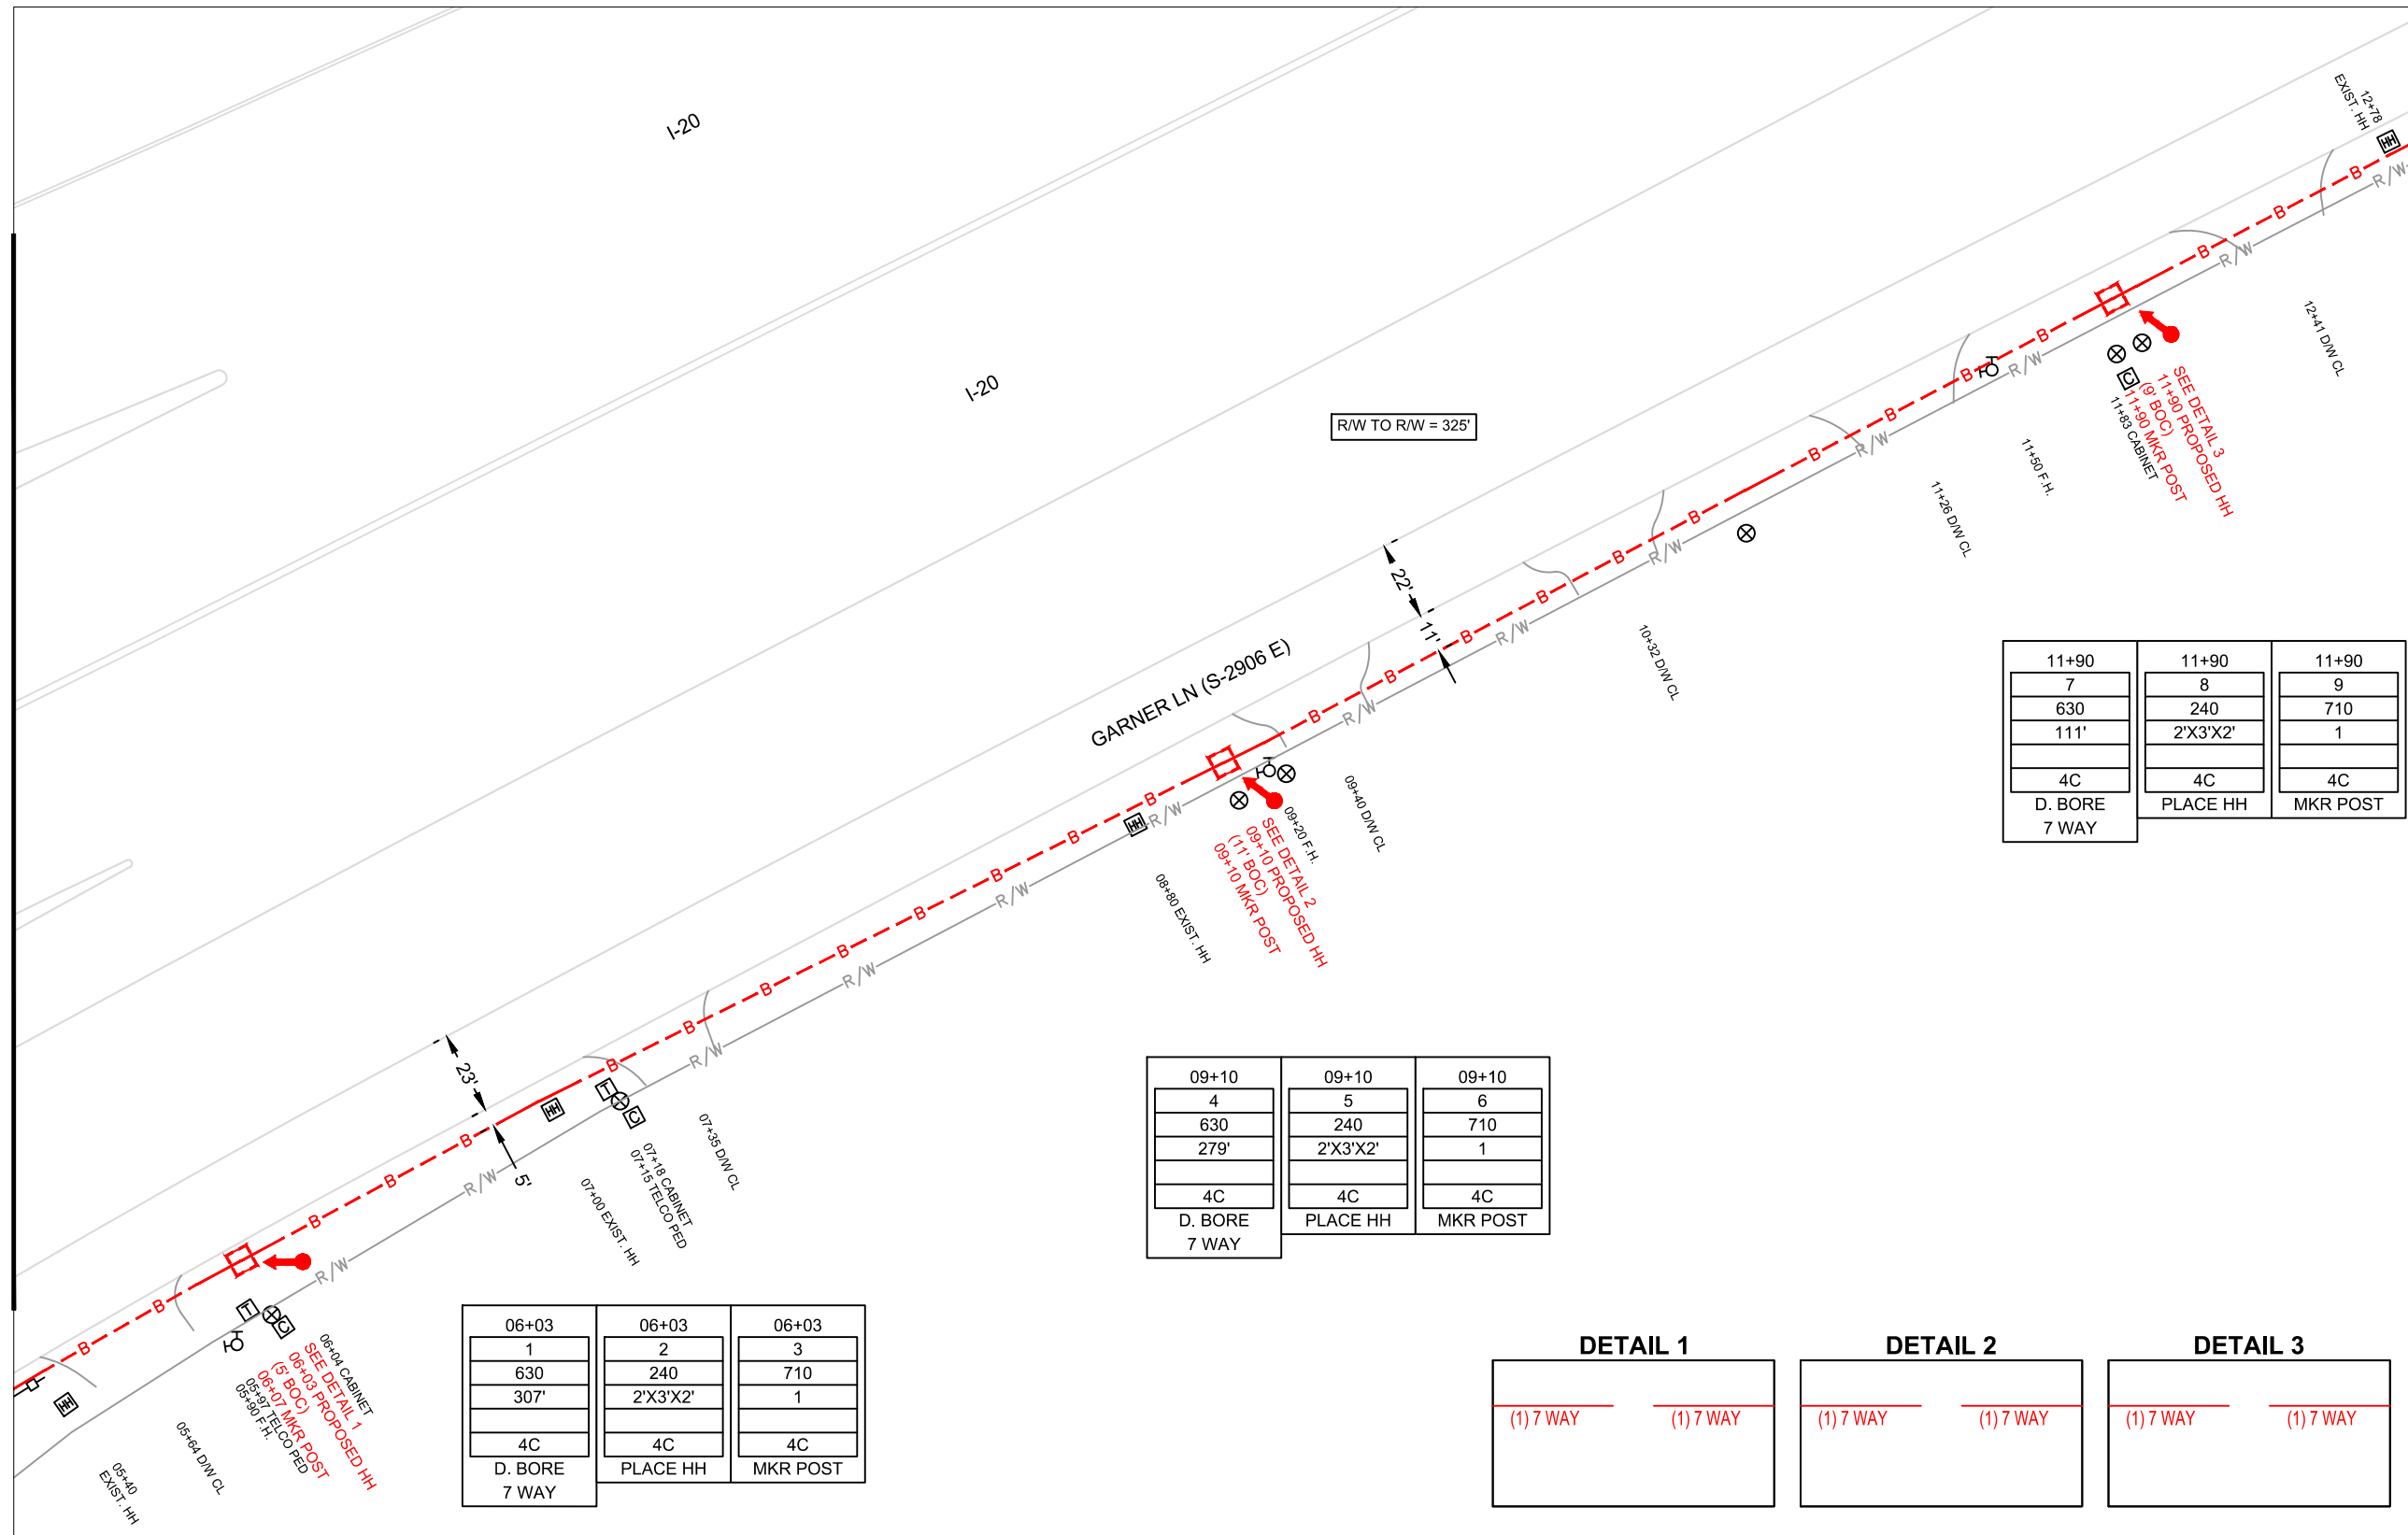 I-20
I-20
R/W TO R/W = 325'
12+78
EXIST. HH
12+41 D/W CL
SEE DETAIL 3
11+90 PROPOSED HH
(9' BOC)
11+90 MKR POST
11+83 CABINET
11+50 F.H.
11+26 D/W CL
10+32 D/W CL
22'
11'
GARNER LN (S-2906 E)
09+40 D/W CL
09+20 F.H.
SEE DETAIL 2
09+10 PROPOSED HH
(11' BOC)
09+10 MKR POST
08+80 EXIST. HH
23'
5'
07+35 D/W CL
07+18 CABINET
07+15 TELCO PED
07+00 EXIST. HH
06+04 CABINET
SEE DETAIL 1
06+03 PROPOSED HH
(5' BOC)
06+07 MKR POST
05+97 TELCO PED
05+90 F.H.
05+64 D/W CL
05+40
EXIST. HH
B B B B B B B B B B B B B B B B B B B B B B B B B B B B
R/W R/W R/W R/W R/W R/W R/W R/W R/W R/W R/W R/W R/W
11+90 11+90 11+90
7 8 9
630 240 710
111' 2'X3'X2' 1
4C 4C 4C
D. BORE PLACE HH MKR POST
7 WAY
09+10 09+10 09+10
4 5 6
630 240 710
279' 2'X3'X2' 1
4C 4C 4C
D. BORE PLACE HH MKR POST
7 WAY
06+03 06+03 06+03
1 2 3
630 240 710
307' 2'X3'X2' 1
4C 4C 4C
D. BORE PLACE HH MKR POST
7 WAY
DETAIL 1 DETAIL 2 DETAIL 3
(1) 7 WAY (1) 7 WAY (1) 7 WAY (1) 7 WAY (1) 7 WAY (1) 7 WAY